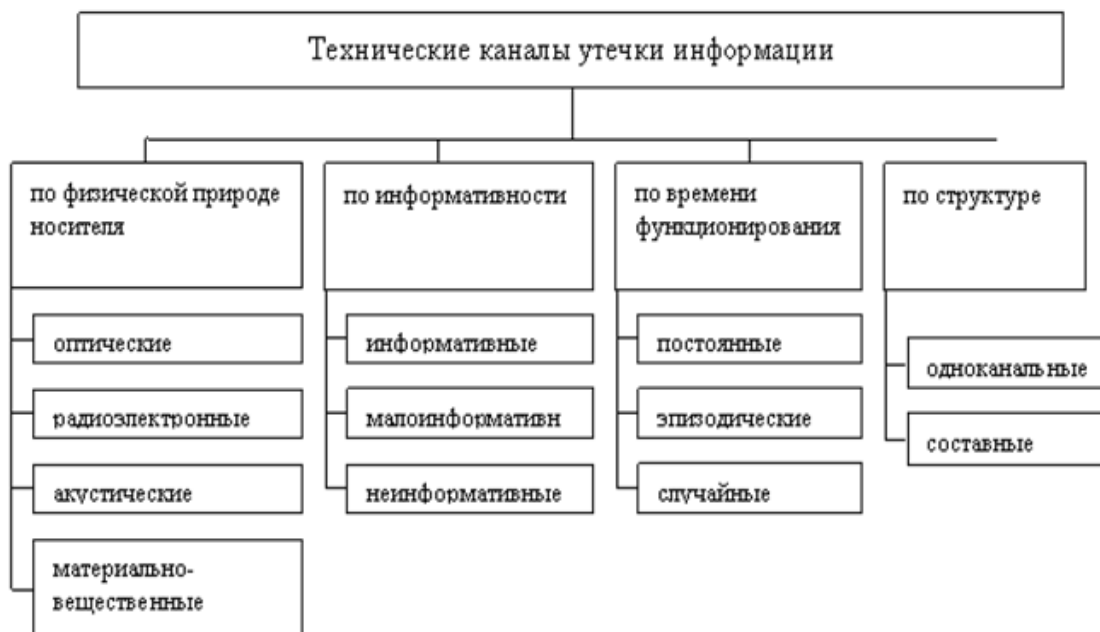 Технические каналы утечки информации
по физической природе
носителя
оптические
радиоэлектронные
акустические
материально-
вещественные
по информативности
информативные
малоинформативн
неинформативные
по времени
функционирования
постоянные
эпизодические
случайные
по структуре
одноканальные
составные